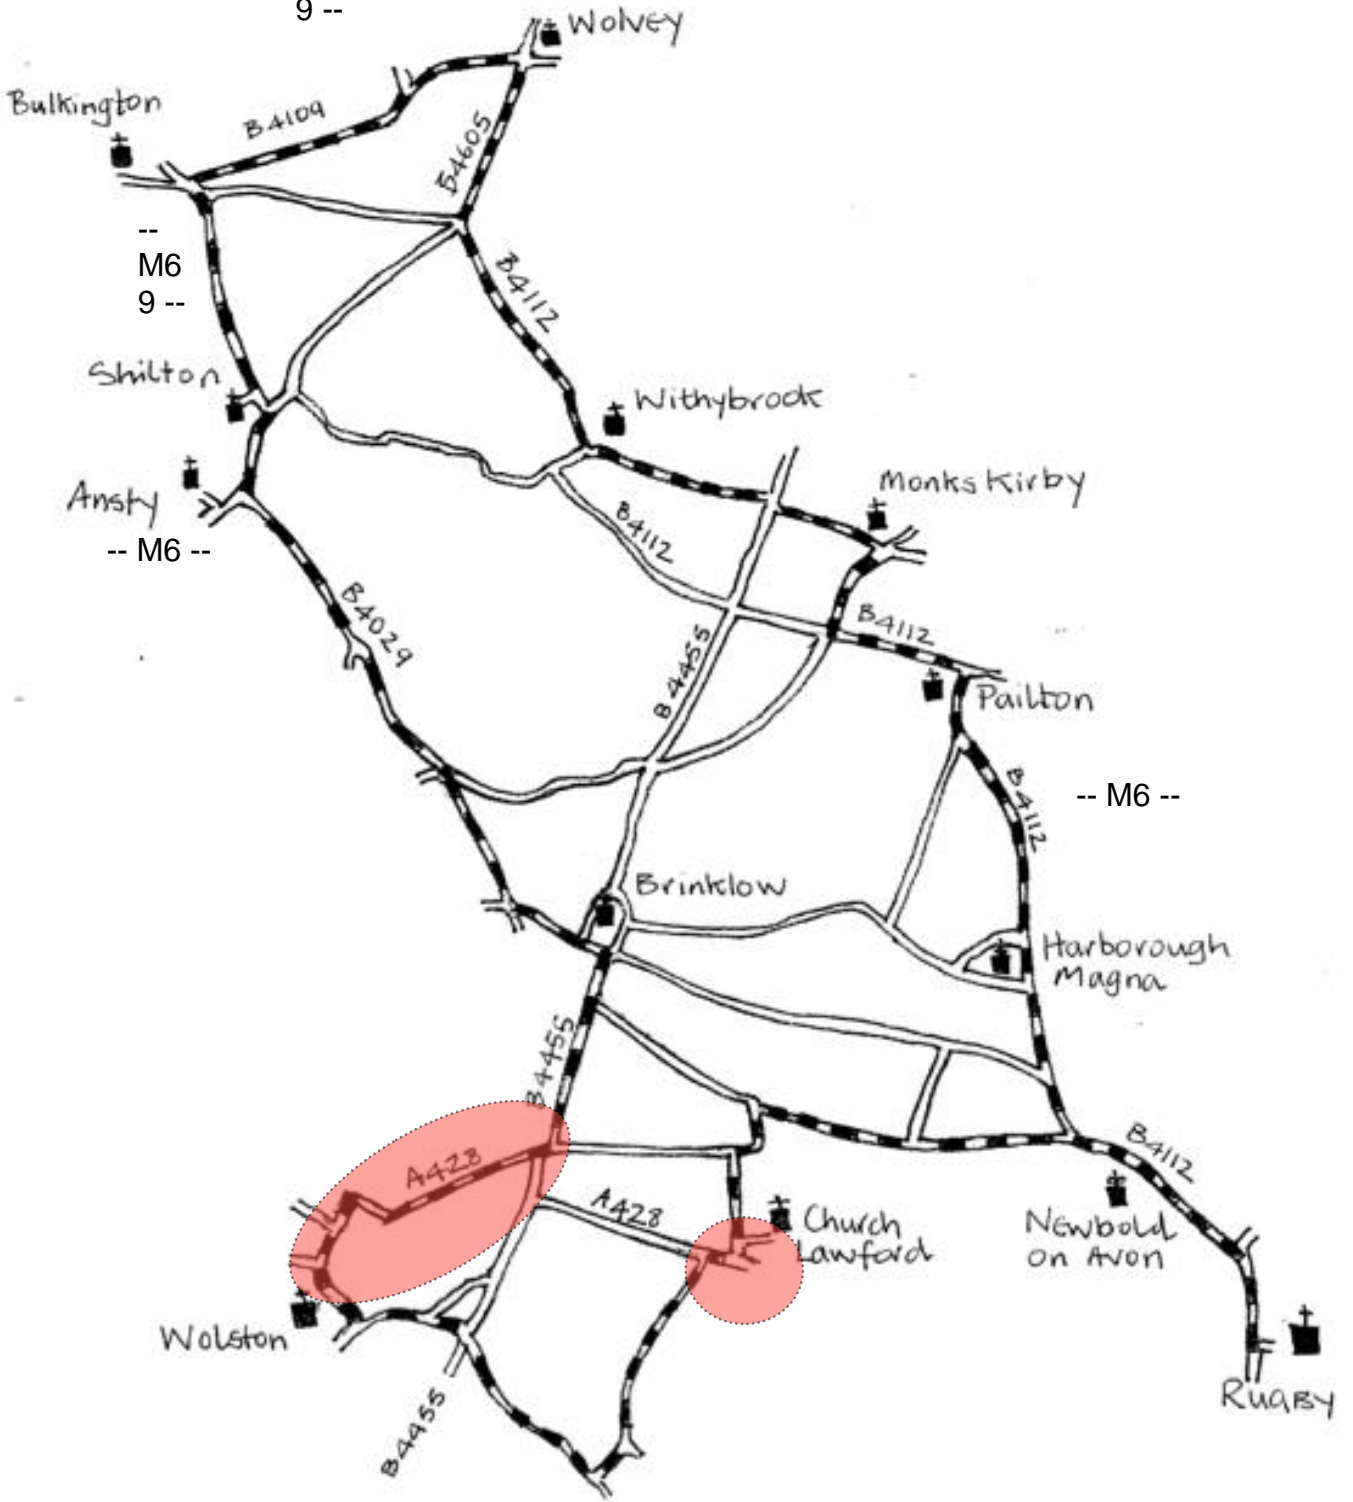 9 --
Wolvey
Bulkington
B4109
B4605
--
M6
9 --
B4112
Shilton
Withybrook
Monks Kirby
Ansty
B4112
-- M6 --
B4029
B4112
B4455
Pailton
B4112
-- M6 --
Brinklow
Harborough
Magna
B4455
B4112
A428
A428
Church
Lawford
Newbold
on Avon
Wolston
Rugby
B4455